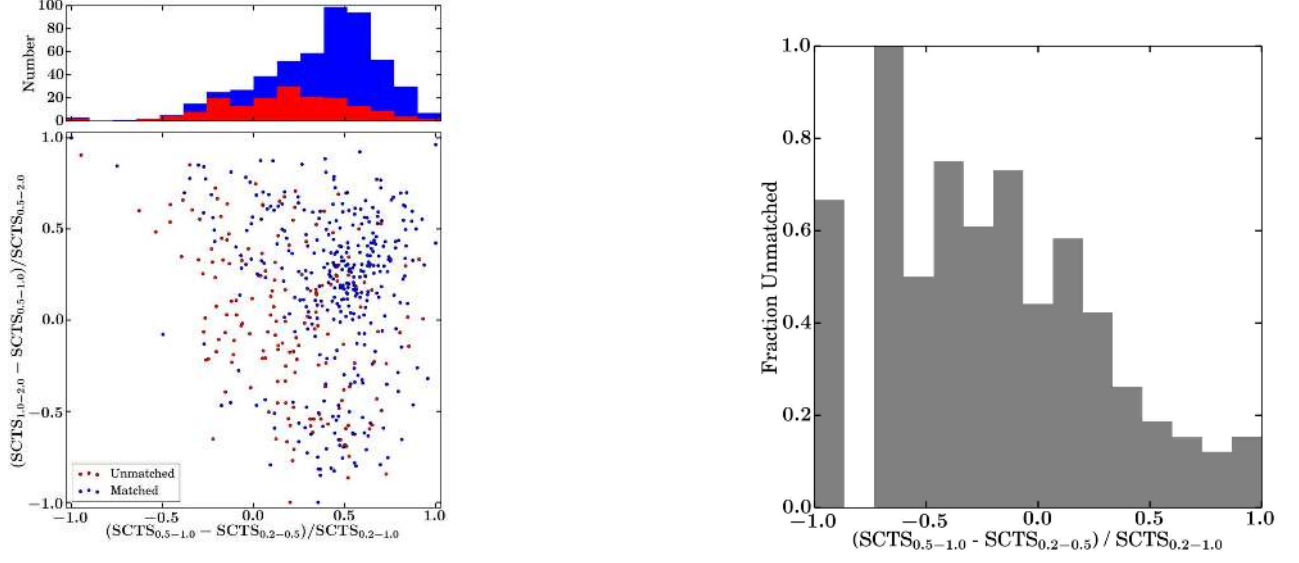 100
80
60
40
20
0
Number
1.0
0.5
0.0
−0.5
−1.0
(SCTS1.0−2.0 − SCTS0.5−1.0)/SCTS0.5−2.0
Unmatched
Matched
−1.0 −0.5 0.0 0.5 1.0
(SCTS0.5−1.0 − SCTS0.2−0.5)/SCTS0.2−1.0
1.0
0.8
0.6
0.4
0.2
0.0
Fraction Unmatched
−1.0 −0.5 0.0 0.5 1.0
(SCTS0.5−1.0 - SCTS0.2−0.5) / SCTS0.2−1.0